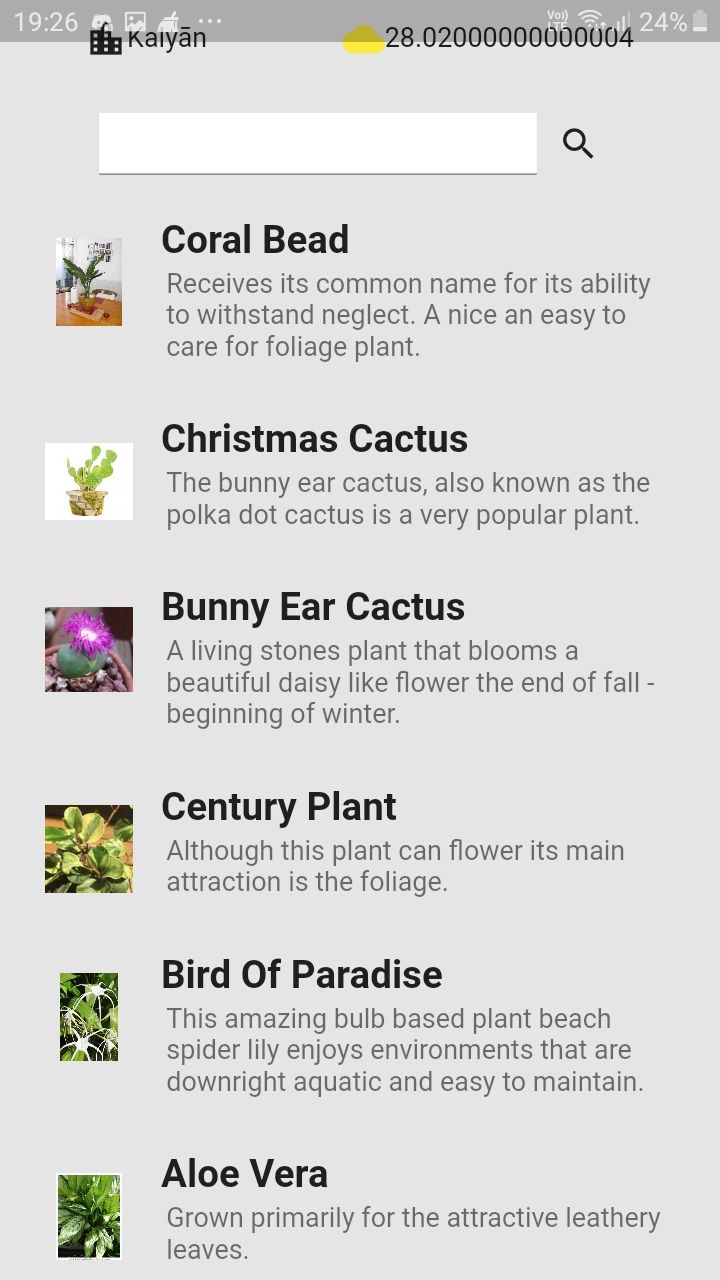 19:26 ... Vo)) LTE 24%
Kaiyān 28.02000000000004
Coral Bead
Receives its common name for its ability
to withstand neglect. A nice an easy to
care for foliage plant.
Christmas Cactus
The bunny ear cactus, also known as the
polka dot cactus is a very popular plant.
Bunny Ear Cactus
A living stones plant that blooms a
beautiful daisy like flower the end of fall -
beginning of winter.
Century Plant
Although this plant can flower its main
attraction is the foliage.
Bird Of Paradise
This amazing bulb based plant beach
spider lily enjoys environments that are
downright aquatic and easy to maintain.
Aloe Vera
Grown primarily for the attractive leathery
leaves.